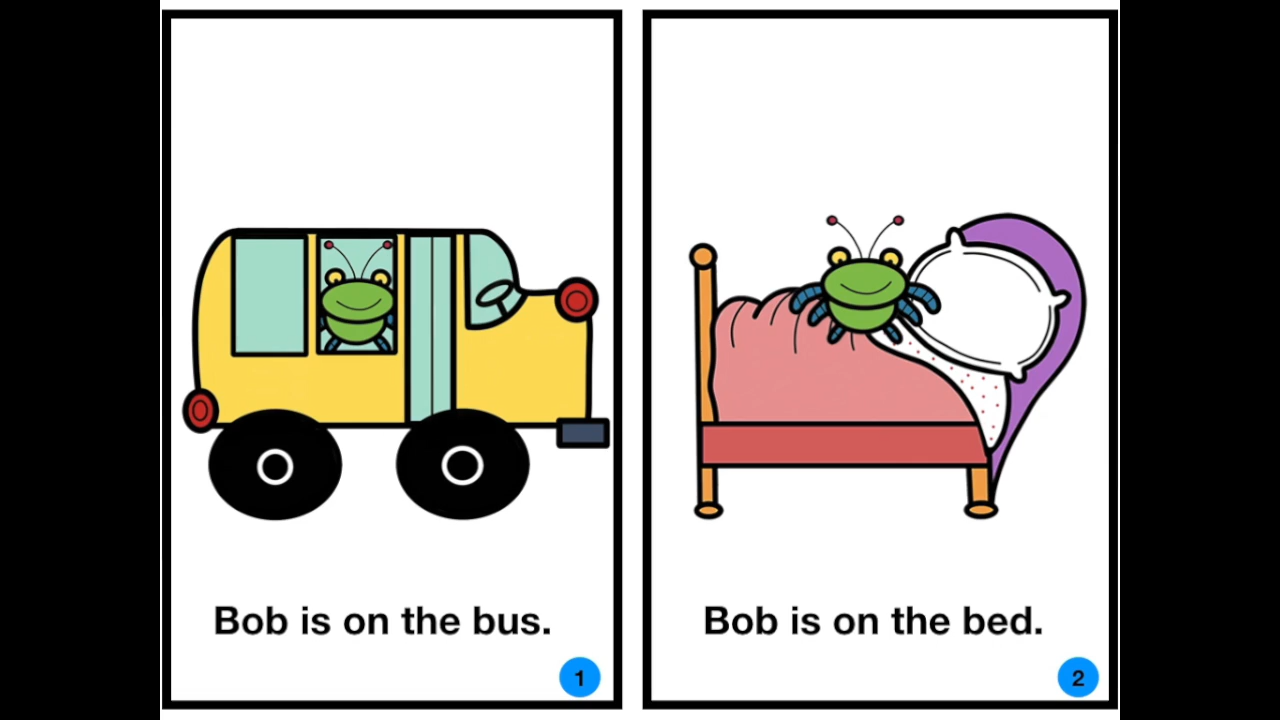 Bob is on the bus.
1
Bob is on the bed.
2